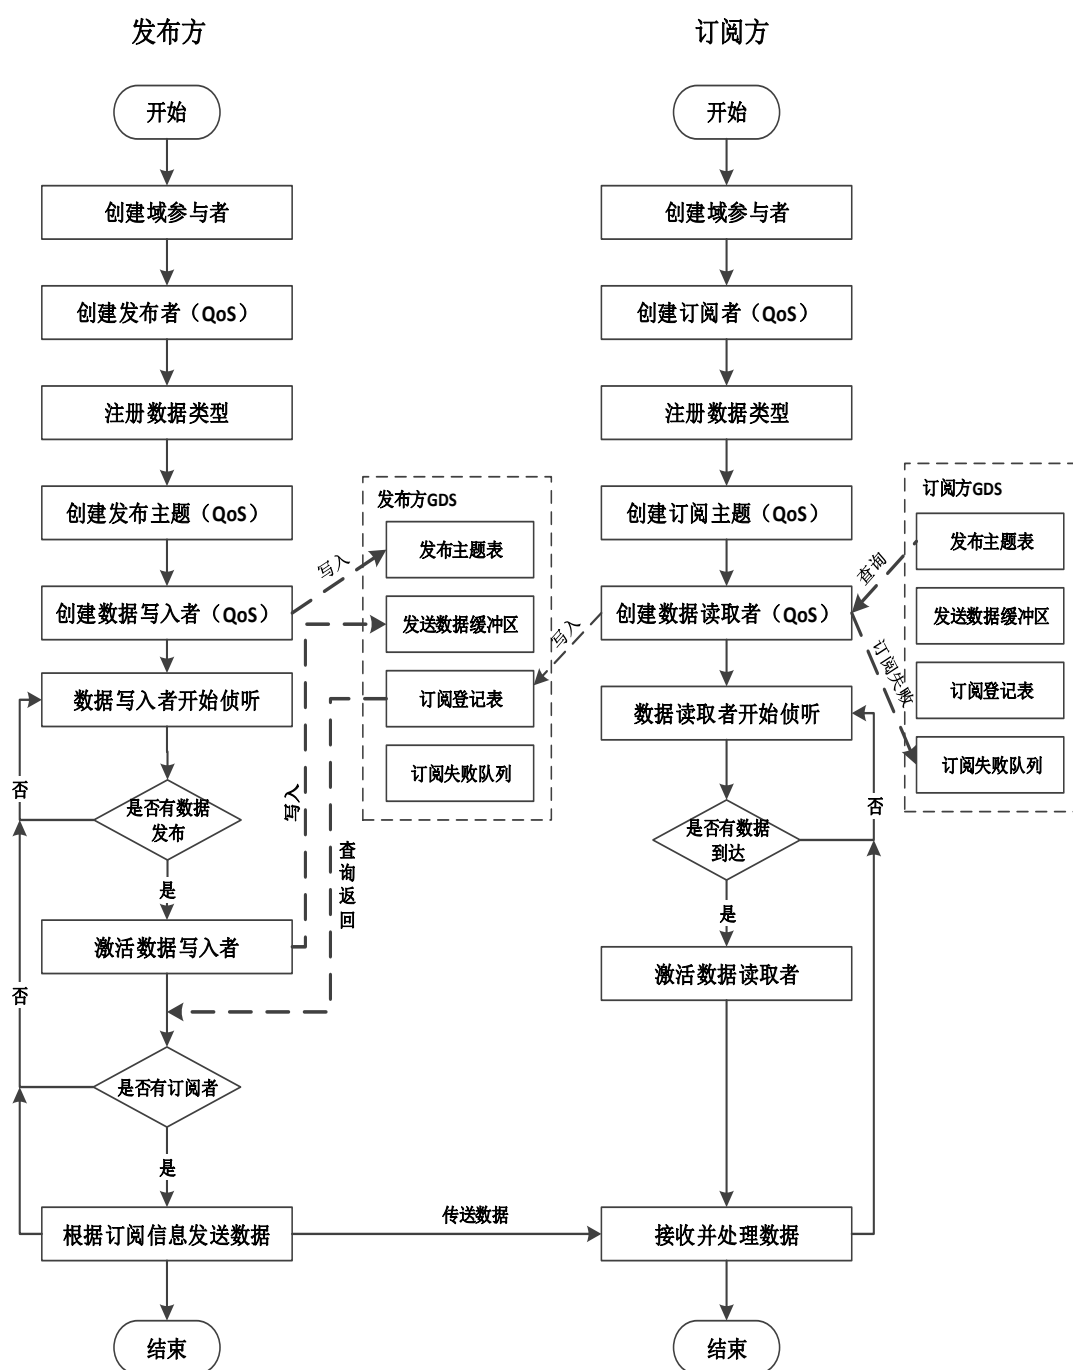 发布方
订阅方
开始
开始
创建域参与者
创建域参与者
创建发布者（QoS）
创建订阅者（QoS）
注册数据类型
注册数据类型
创建发布主题（QoS）
创建订阅主题（QoS）
发布方GDS
发布主题表
发送数据缓冲区
订阅登记表
订阅失败队列
订阅方GDS
发布主题表
发送数据缓冲区
订阅登记表
订阅失败队列
写入
写入
查询
订阅失败
创建数据写入者（QoS）
创建数据读取者（QoS）
数据写入者开始侦听
数据读取者开始侦听
否
是否有数据
发布
写入
查询返回
是否有数据
到达
否
是
是
激活数据写入者
激活数据读取者
否
是否有订阅者
是
根据订阅信息发送数据
传送数据
接收并处理数据
结束
结束